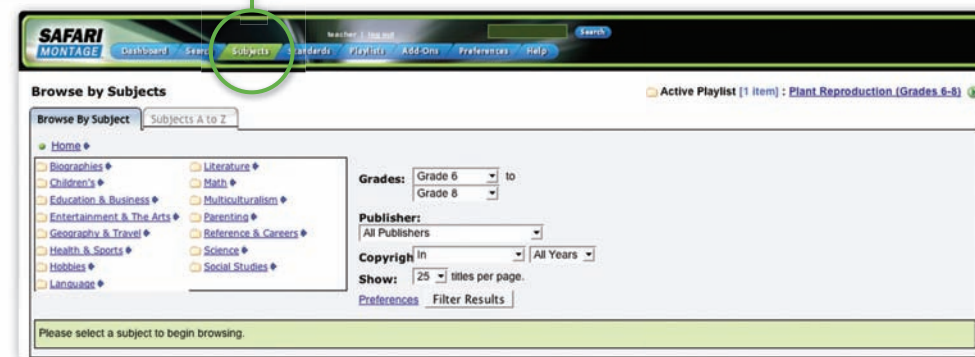 SAFARI
MONTAGE
teacher | log out
Search
Dashboard Search Subjects Standards Playlists Add-Ons Preferences Help
Browse by Subjects
Active Playlist [1 item] : Plant Reproduction (Grades 6-8)
Browse By Subject Subjects A to Z
Home
Biographies Literature
Children's Math
Education & Business Multiculturalism
Entertainment & The Arts Parenting
Geography & Travel Reference & Careers
Health & Sports Science
Hobbies Social Studies
Language
Grades: Grade 6 to
Grade 8
Publisher:
All Publishers
Copyrigh In All Years
Show: 25 titles per page.
Preferences Filter Results
Please select a subject to begin browsing.